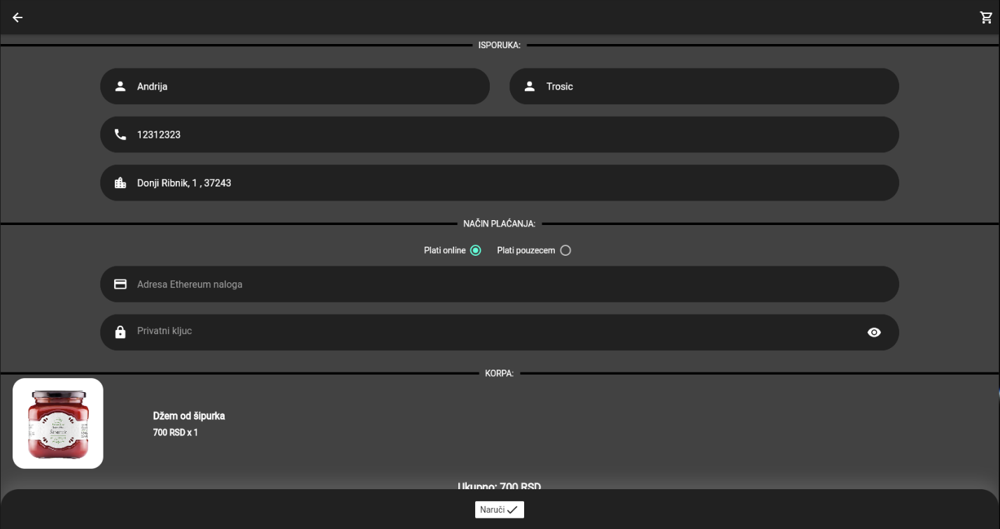 ISPORUKA:
Andrija
Trosic
12312323
Donji Ribnik, 1 , 37243
NAČIN PLAĆANJA:
Plati online Plati pouzecem
Adresa Ethereum naloga
Privatni kljuc
KORPA:
Džem od šipurka
700 RSD x 1
Ukupno: 700 RSD
Naruči